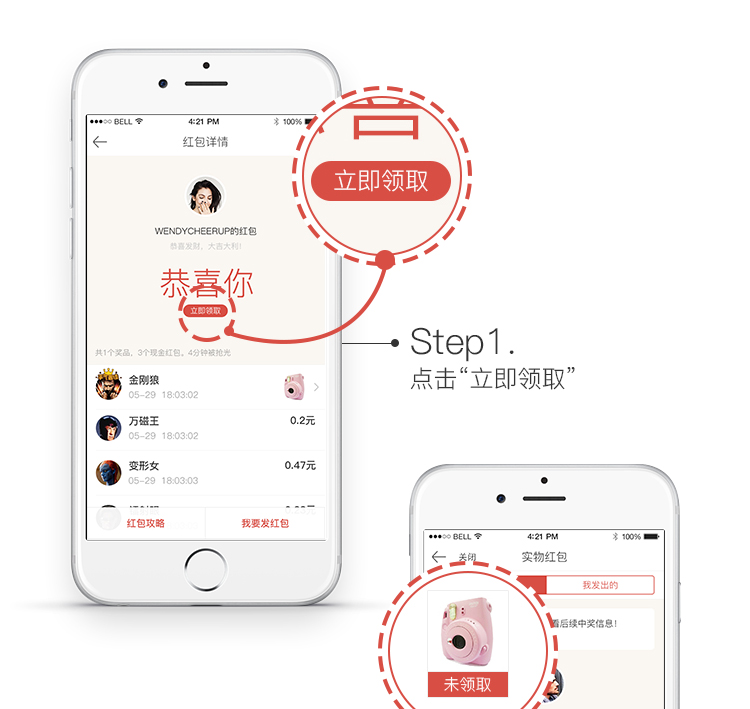 BELL
4:21 PM
100%
红包详情
WENDYCHEERUP的红包
恭喜发财,大吉大利!
恭喜你
立即领取
喜
立即领取
共1个奖品,3个现金红包。4分钟被抢光
金刚狼
05-29 18:03:02
万磁王
0.2元
05-29 18:03:02
变形女
0.47元
05-29 18:03:03
红包攻略
我要发红包
Step1.
点击“立即领取”
BELL
4:21 PM
100%
关闭
实物红包
我发出的
看后续中奖信息!
未领取